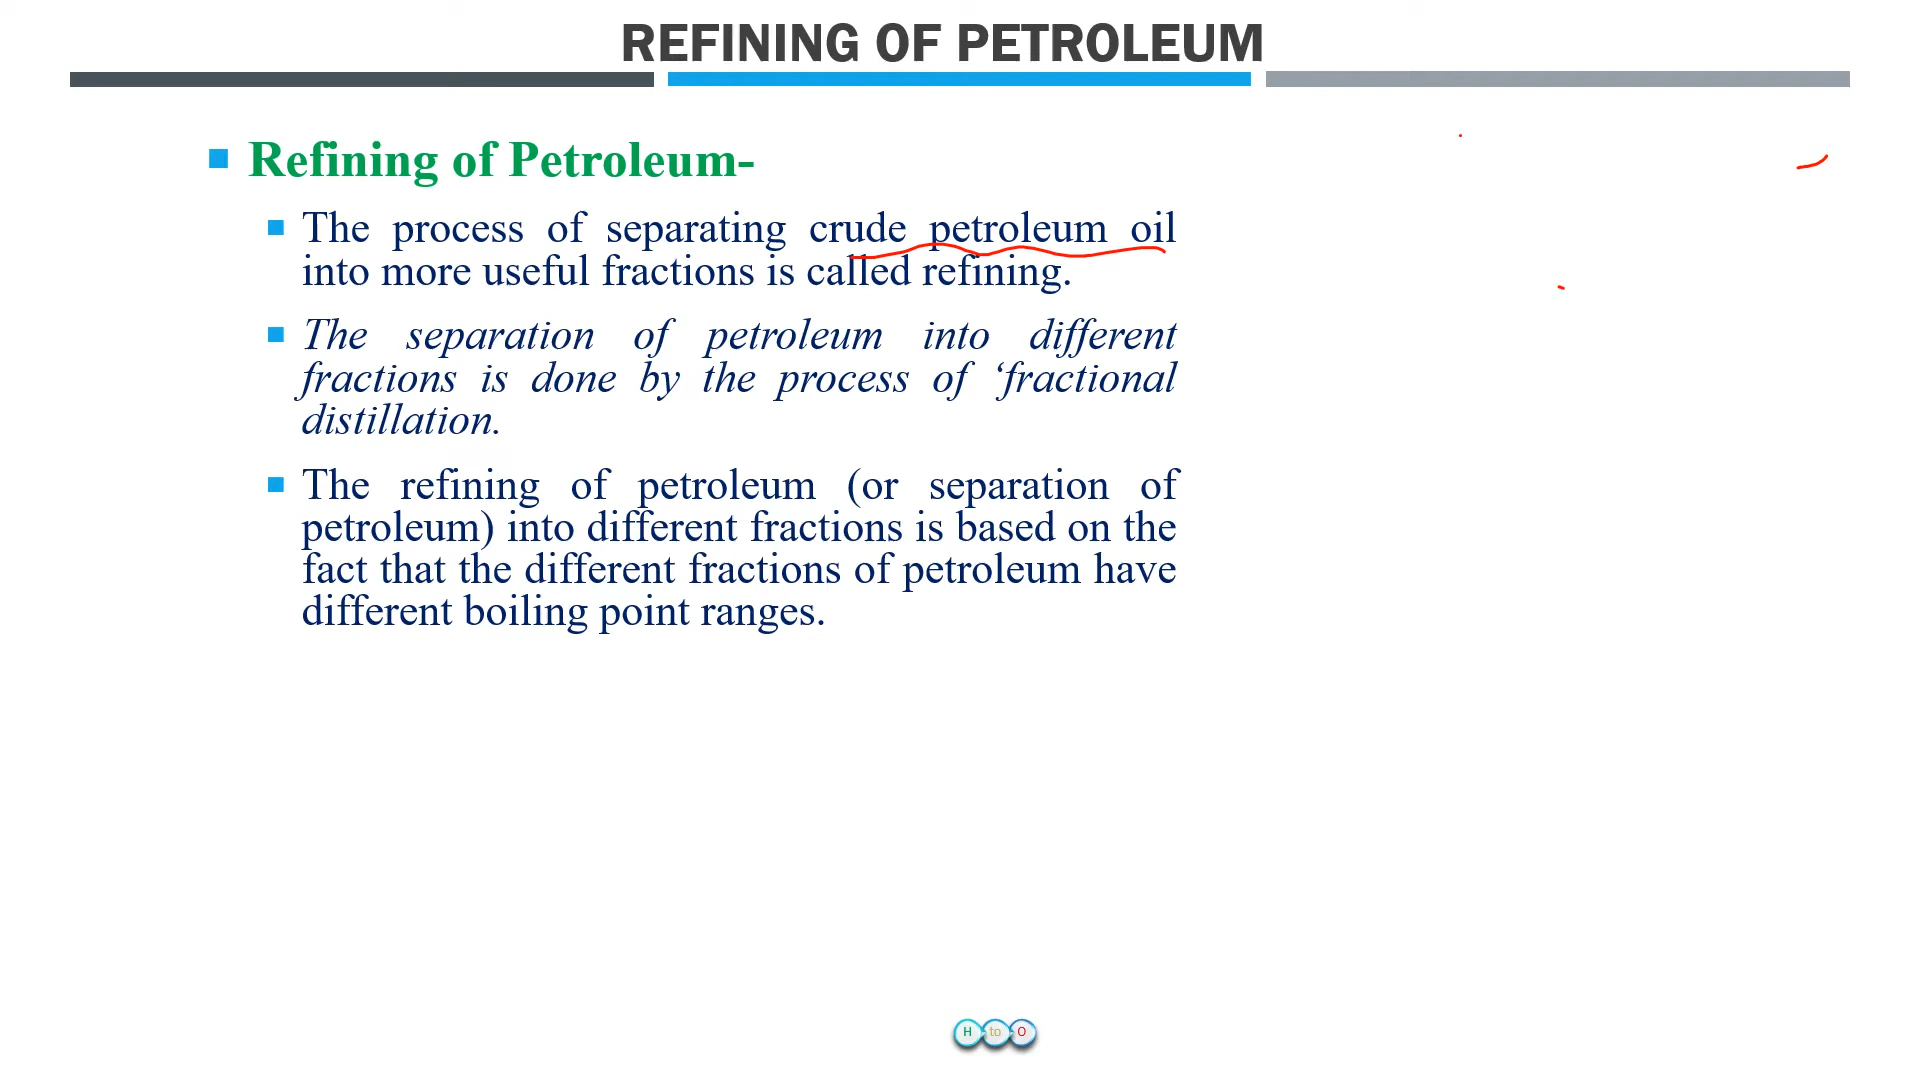 REFINING OF PETROLEUM
Refining of Petroleum-
The process of separating crude petroleum oil
into more useful fractions is called refining.
The separation of petroleum into different
fractions is done by the process of ‘fractional
distillation.
The refining of petroleum (or separation of
petroleum) into different fractions is based on the
fact that the different fractions of petroleum have
different boiling point ranges.
H to O